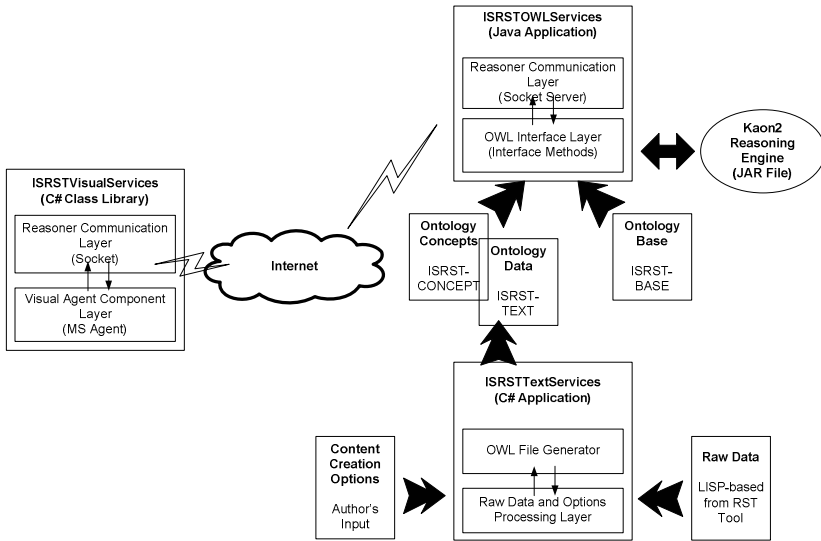 ISRSTOWLServices
(Java Application)
Reasoner Communication
Layer
(Socket Server)
OWL Interface Layer
(Interface Methods)
Kaon2
Reasoning
Engine
(JAR File)
ISRSTVisualServices
(C# Class Library)
Reasoner Communication
Layer
(Socket)
Visual Agent Component
Layer
(MS Agent)
Internet
Ontology
Concepts
ISRST-
CONCEPT
Ontology
Data
ISRST-
TEXT
Ontology
Base
ISRST-
BASE
ISRSTTextServices
(C# Application)
OWL File Generator
Raw Data and Options
Processing Layer
Content
Creation
Options
Author's
Input
Raw Data
LISP-based
from RST
Tool